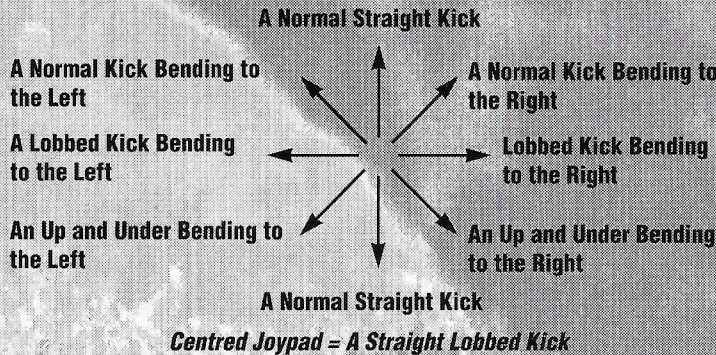 A Normal Straight Kick
A Normal Kick Bending to
the Left
A Normal Kick Bending to
the Right
A Lobbed Kick Bending
to the Left
Lobbed Kick Bending
to the Right
An Up and Under Bending to
the Left
An Up and Under Bending
to the Right
A Normal Straight Kick
Centred Joypad = A Straight Lobbed Kick